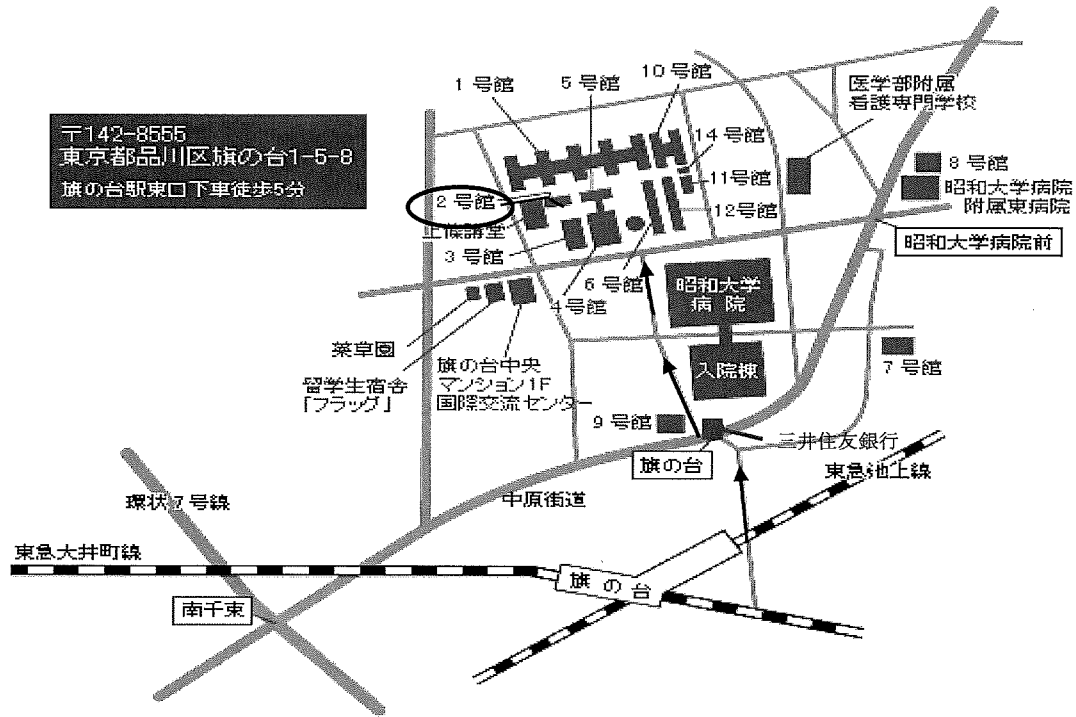 〒142-8555
東京都品川区旗の台1-5-8
旗の台駅東口下車徒歩5分
1 号館
5 号館
10 号館
医学部附属
看護専門学校
14 号館
11号館
12号館
8 号館
昭和大学病院
附属東病院
昭和大学病院前
2 号館
上條講堂
3 号館
6 号館
4 号館
昭和大学
病 院
入院棟
7 号館
薬草園
留学生宿舎
「フラッグ」
旗の台中央
マンション1F
国際交流センター
9 号館
三井住友銀行
旗の台
東急池上線
中原街道
環状7号線
東急大井町線
旗 の 台
南千束